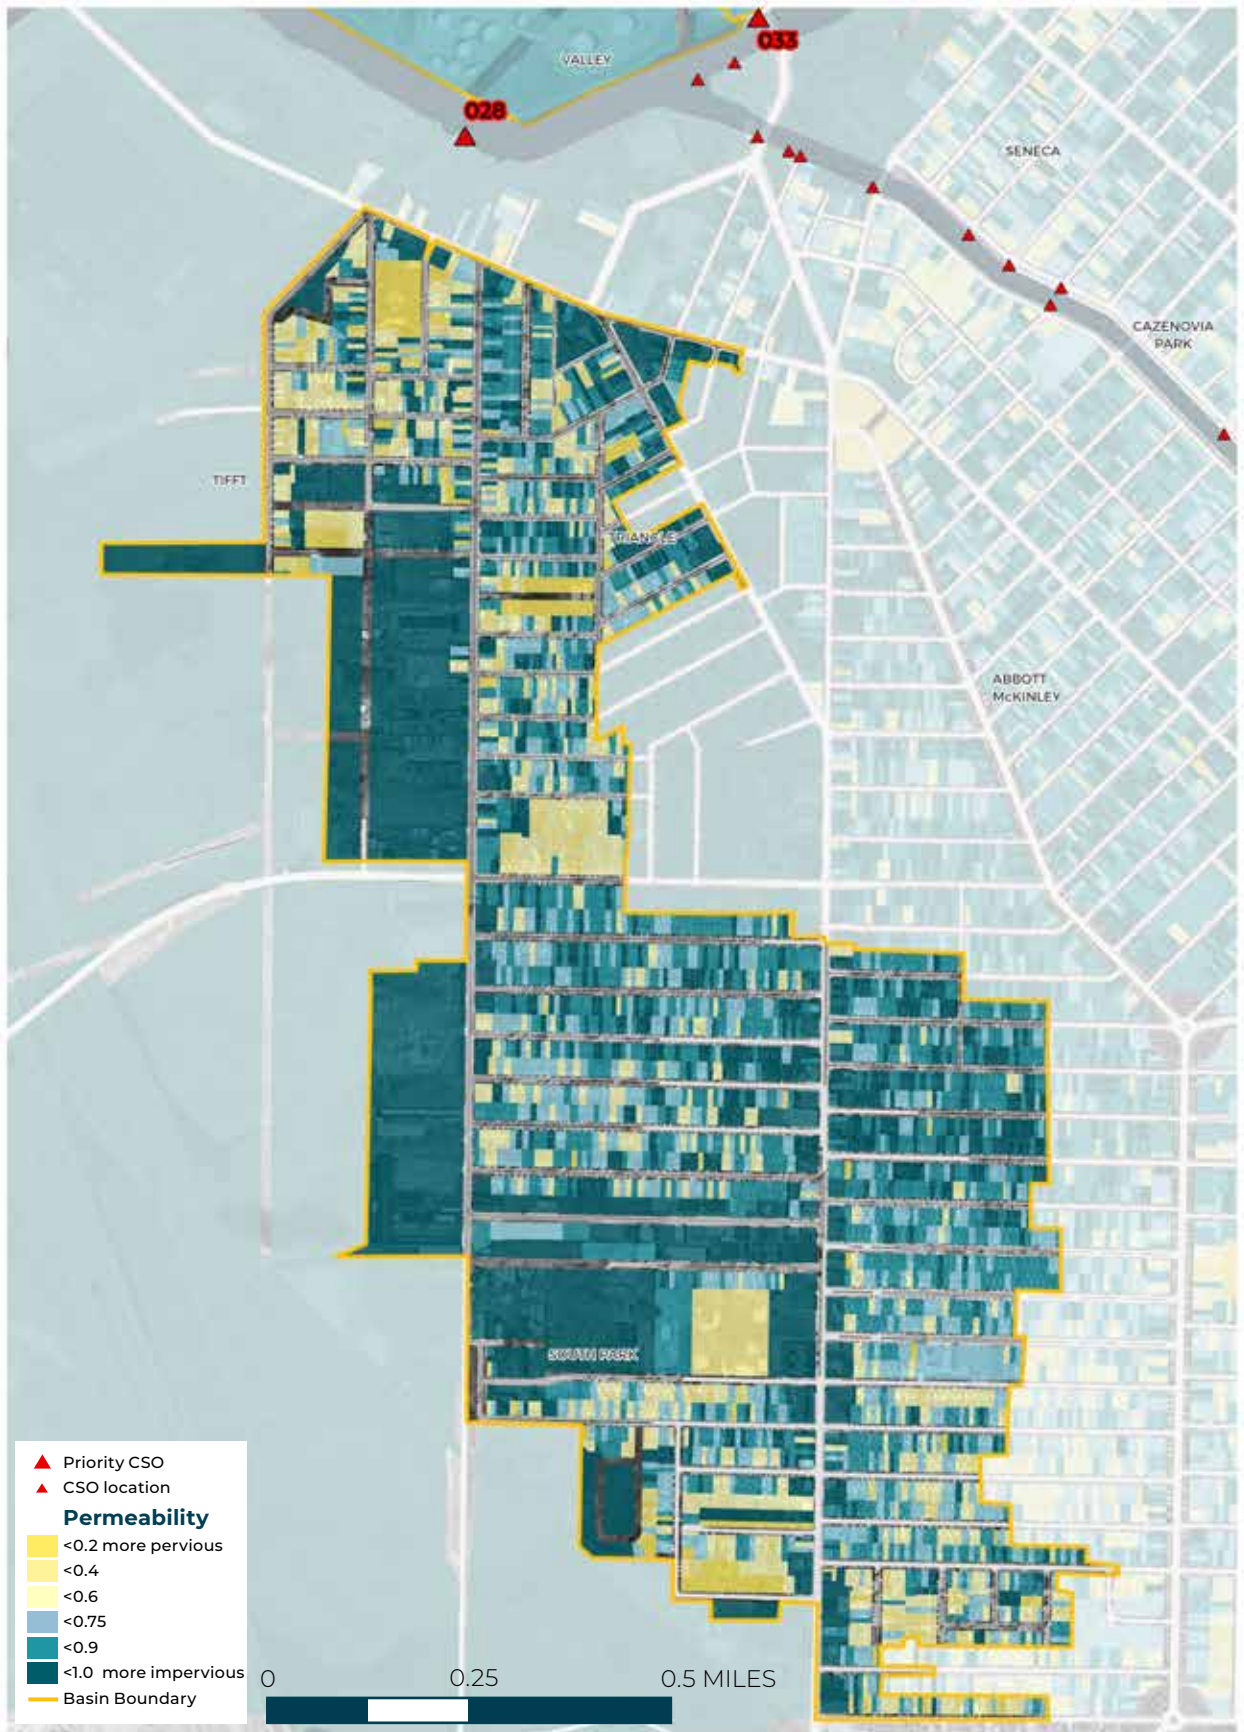 033
VALLEY
028
SENECA
CAZENOVIA
PARK
TIFFT
TRIANGLE
ABBOTT
McKINLEY
SOUTH PARK
Priority CSO
CSO location
Permeability
<0.2 more pervious
<0.4
<0.6
<0.75
<0.9
<1.0 more impervious
Basin Boundary
0 0.25 0.5 MILES